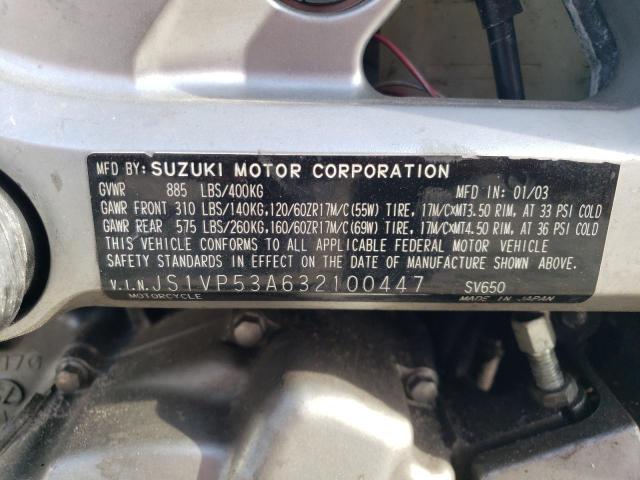 MFD BY: SUZUKI MOTOR CORPORATION
GVWR 885 LBS/400KG MFD IN: 01/03
GAWR FRONT 310 LBS/140KG,120/60ZR17M/C(55W) TIRE, 17M/C×MT3.50 RIM, AT 33 PSI COLD
GAWR REAR 575 LBS/260KG,160/60ZR17M/C(69W) TIRE, 17M/C×MT4.50 RIM, AT 36 PSI COLD
THIS VEHICLE CONFORMS TO ALL APPLICABLE FEDERAL MOTOR VEHICLE
SAFETY STANDARDS IN EFFECT ON THE DATE OF MANUFACTURE SHOWN ABOVE.
V.I.N. JS1VP53A632100447 SV650
MOTORCYCLE MADE IN JAPAN